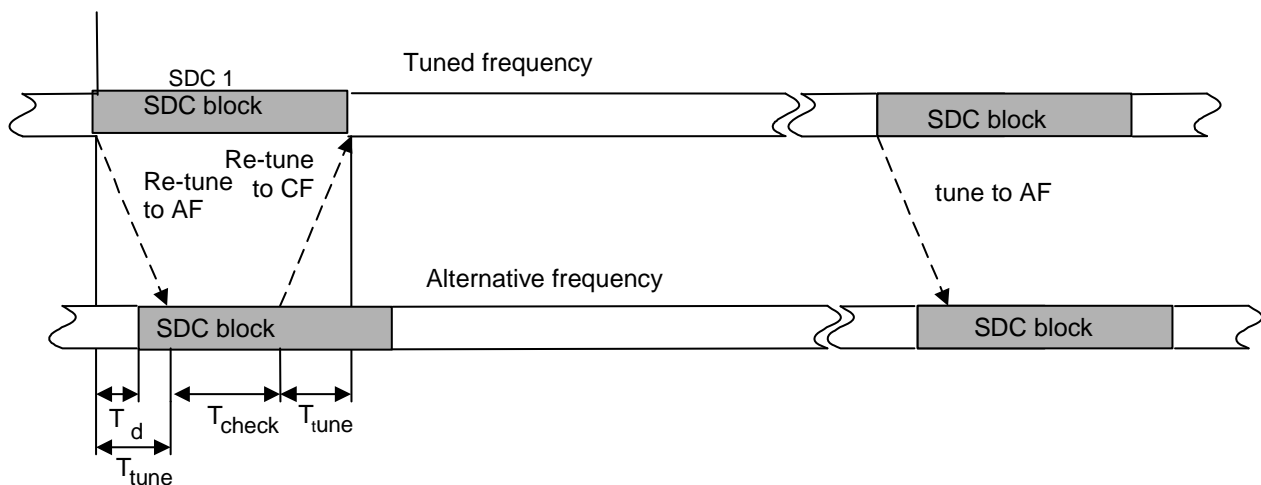 SDC 1
Tuned frequency
SDC block
SDC block
Re-tune
to AF
Re-tune
to CF
tune to AF
Alternative frequency
SDC block
SDC block
T d
T check
T tune
T tune